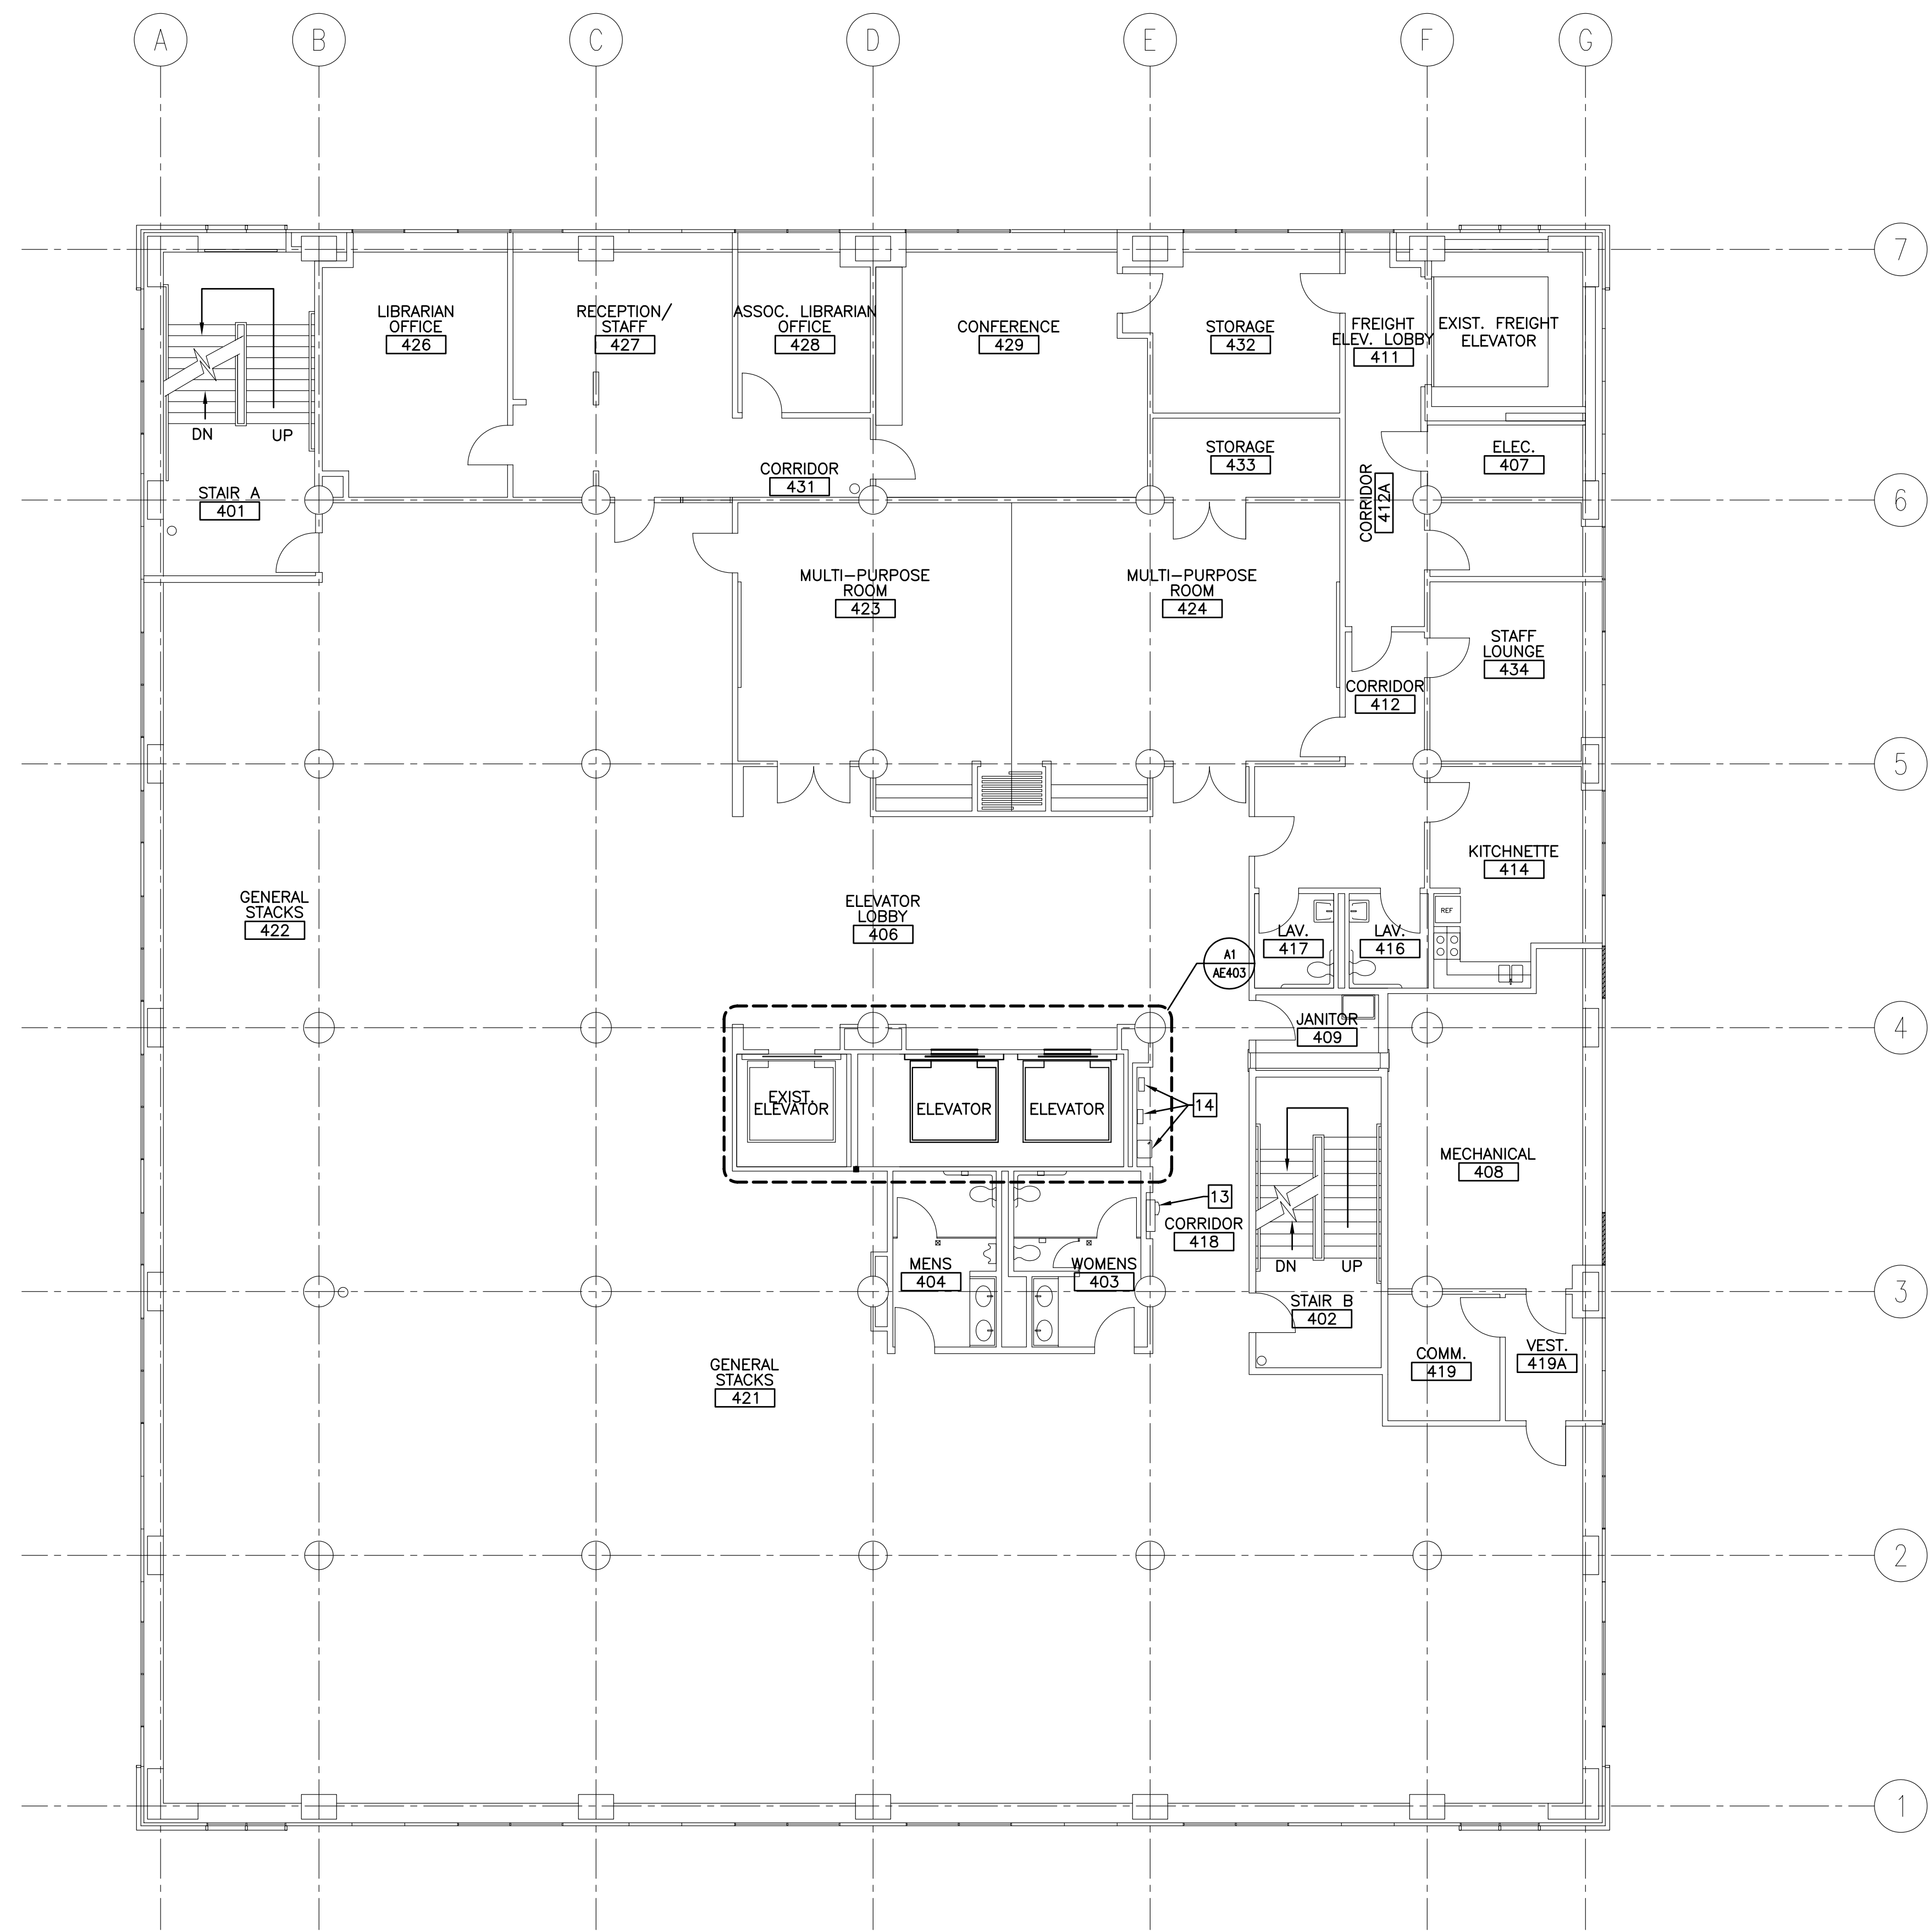 A
B
C
D
E
F
G
7
LIBRARIAN
OFFICE
426
RECEPTION/
STAFF
427
ASSOC. LIBRARIAN
OFFICE
428
CONFERENCE
429
STORAGE
432
FREIGHT
ELEV. LOBBY
411
EXIST. FREIGHT
ELEVATOR
DN
UP
STORAGE
433
ELEC.
407
CORRIDOR
431
CORRIDOR
412A
STAIR A
401
6
MULTI-PURPOSE
ROOM
423
MULTI-PURPOSE
ROOM
424
STAFF
LOUNGE
434
CORRIDOR
412
5
KITCHNETTE
414
GENERAL
STACKS
422
ELEVATOR
LOBBY
406
REF
LAV.
417
LAV.
416
A1
AE403
JANITOR
409
4
EXIST.
ELEVATOR
ELEVATOR
ELEVATOR
14
MECHANICAL
408
13
CORRIDOR
418
MENS
404
WOMENS
403
DN
UP
STAIR B
402
3
COMM.
419
VEST.
419A
GENERAL
STACKS
421
2
1